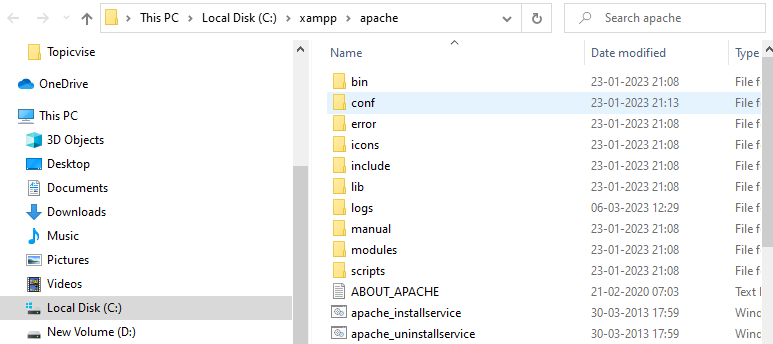 This PC > Local Disk (C:) > xampp > apache
Search apache
Topicvise
OneDrive
This PC
3D Objects
Desktop
Documents
Downloads
Music
Pictures
Videos
Local Disk (C:)
New Volume (D:)
Name Date modified Type
bin 23-01-2023 21:08 File f
conf 23-01-2023 21:13 File f
error 23-01-2023 21:08 File f
icons 23-01-2023 21:08 File f
include 23-01-2023 21:08 File f
lib 23-01-2023 21:08 File f
logs 06-03-2023 12:29 File f
manual 23-01-2023 21:08 File f
modules 23-01-2023 21:08 File f
scripts 23-01-2023 21:08 File f
ABOUT_APACHE 21-02-2020 07:03 Text
apache_installservice 30-03-2013 17:59 Wind
apache_uninstallservice 30-03-2013 17:59 Wind